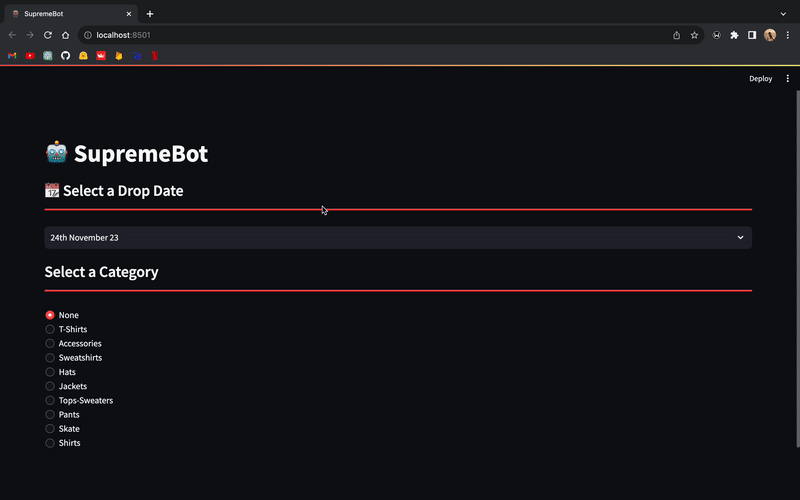 SupremeBot
localhost:8501
Deploy
SupremeBot
Select a Drop Date
24th November 23
Select a Category
None
T-Shirts
Accessories
Sweatshirts
Hats
Jackets
Tops-Sweaters
Pants
Skate
Shirts